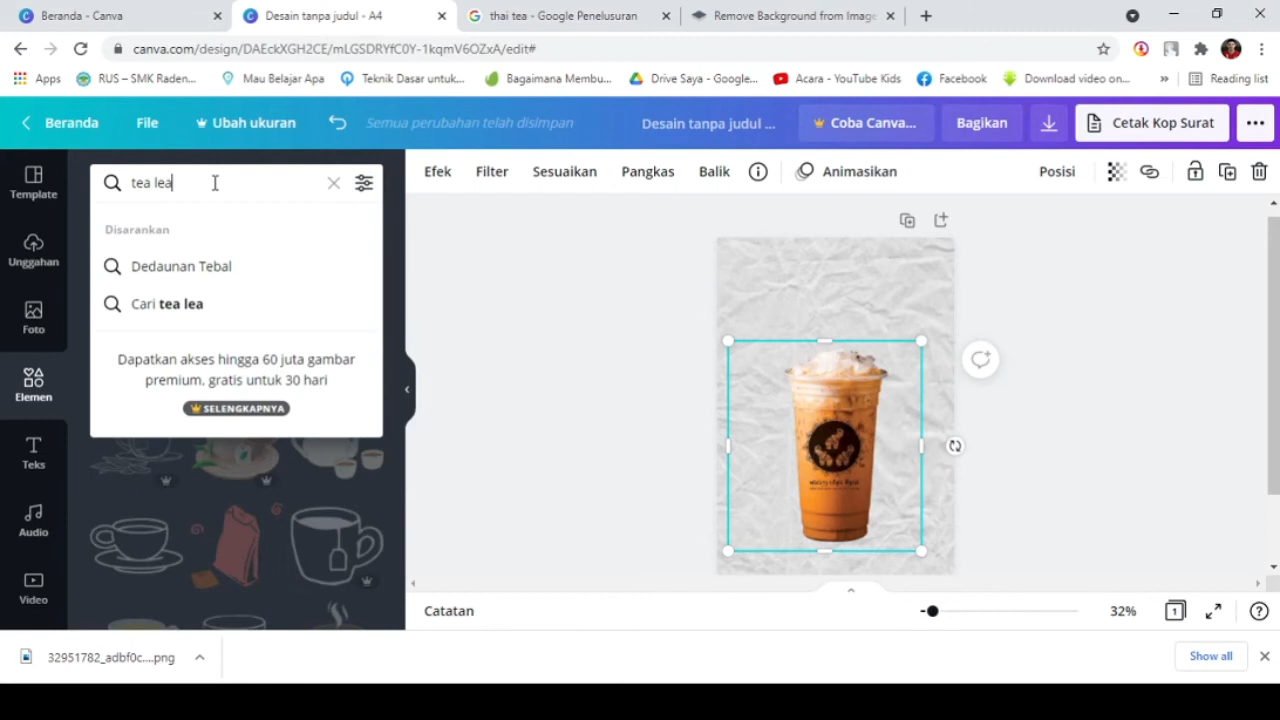 Beranda - Canva
Desain tanpa judul - A4
thai tea - Google Penelusuran
Remove Background from Image
canva.com/design/DAEckXGH2CE/mLGSDRYfC0Y-1kqmV6OZxA/edit#
Apps
RUS – SMK Raden...
Mau Belajar Apa
Teknik Dasar untuk...
Bagaimana Membu...
Drive Saya - Google...
Acara - YouTube Kids
Facebook
Download video on...
Reading list
Beranda
File
Ubah ukuran
Semua perubahan telah disimpan
Desain tanpa judul ...
Coba Canva...
Bagikan
Cetak Kop Surat
Template
Unggahan
Foto
Elemen
Teks
Audio
Video
tea lea
Disarankan
Dedaunan Tebal
Cari tea lea
Dapatkan akses hingga 60 juta gambar
premium, gratis untuk 30 hari
SELENGKAPNYA
Efek
Filter
Sesuaikan
Pangkas
Balik
Animasikan
Posisi
Catatan
32%
1
32951782_adbf0c....png
Show all